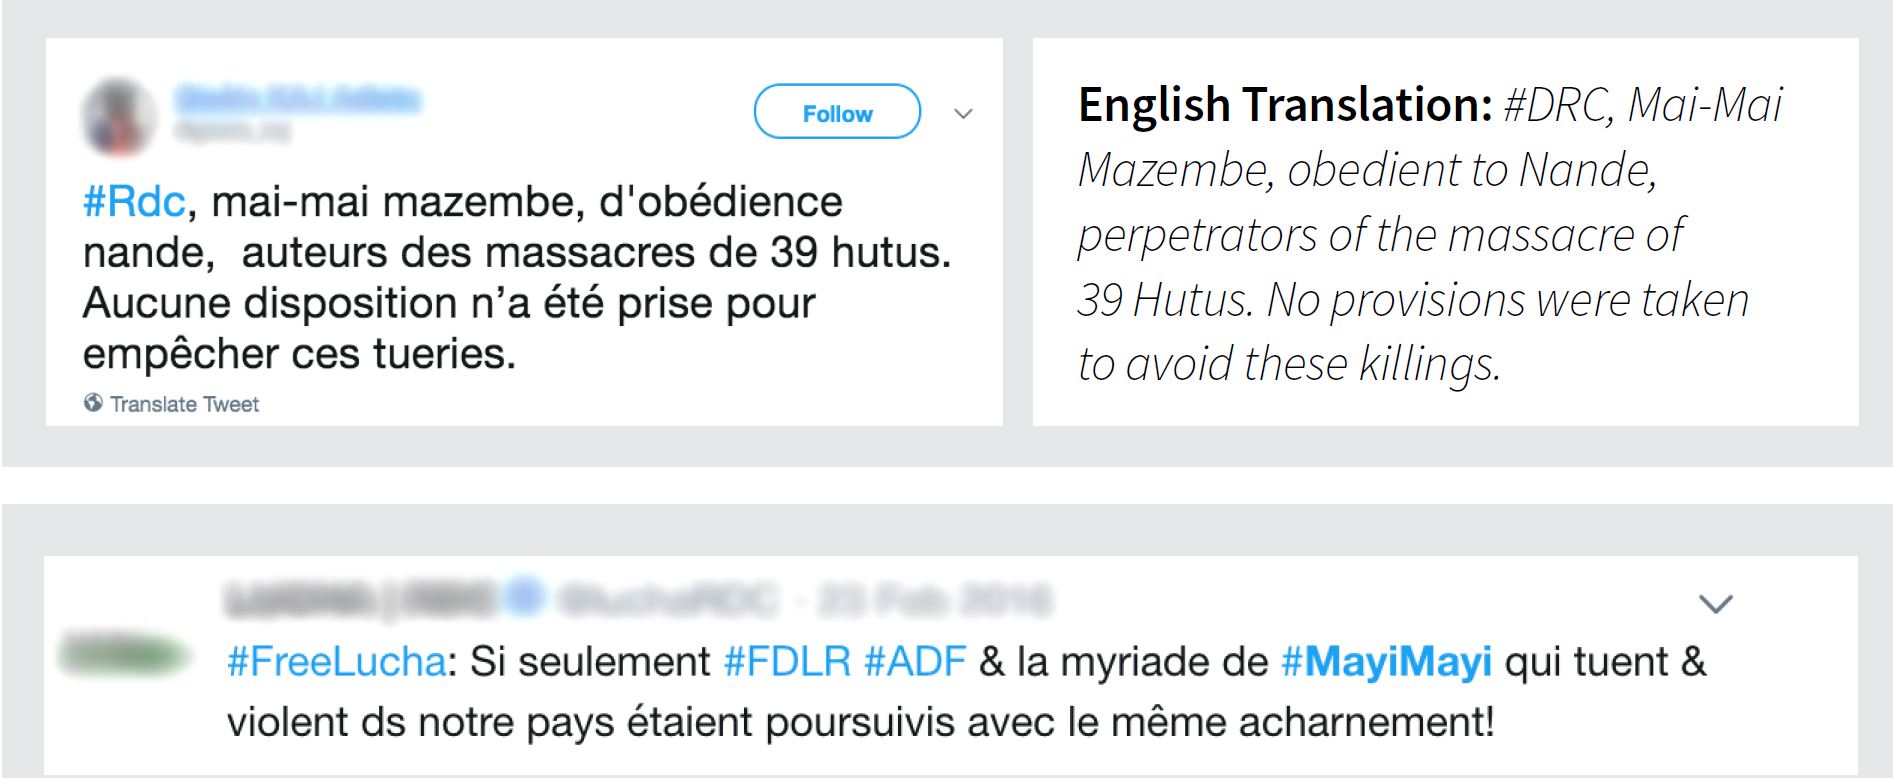 Follow
#Rdc, mai-mai mazembe, d'obédience
nande, auteurs des massacres de 39 hutus.
Aucune disposition n’a été prise pour
empêcher ces tueries.
Translate Tweet
English Translation: #DRC, Mai-Mai
Mazembe, obedient to Nande,
perpetrators of the massacre of
39 Hutus. No provisions were taken
to avoid these killings.
#FreeLucha: Si seulement #FDLR #ADF & la myriade de #MayiMayi qui tuent &
violent ds notre pays étaient poursuivis avec le même acharnement!